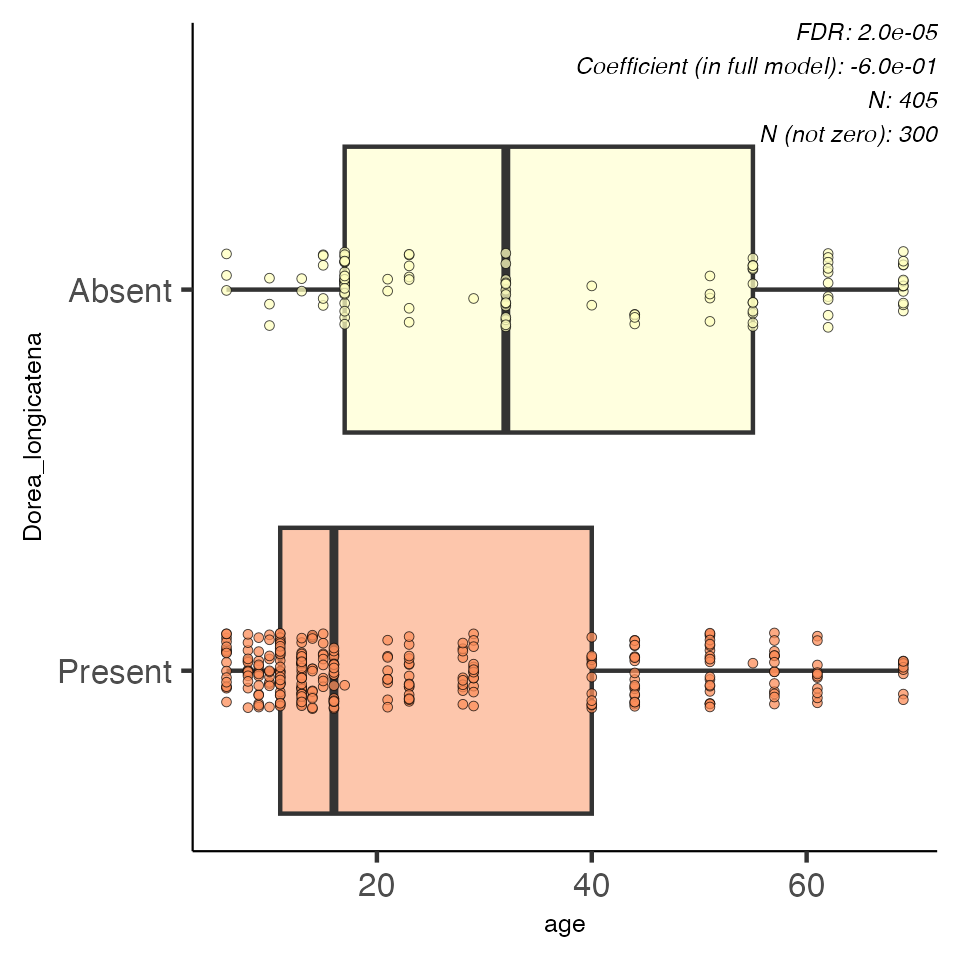 FDR: 2.0e-05
Coefficient (in full model): -6.0e-01
N: 405
N (not zero): 300
Absent
Dorea_longicatena
Present
20 40 60
age